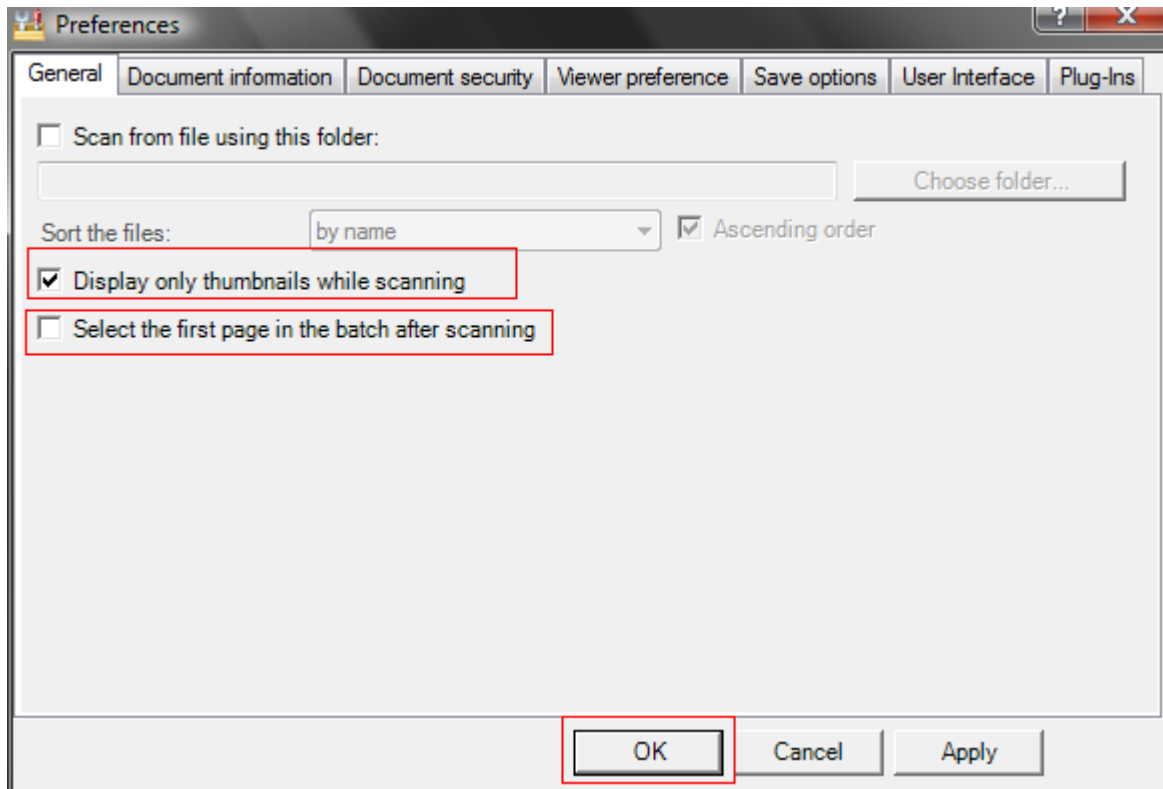 Preferences
?
X
General Document information Document security Viewer preference Save options User Interface Plug-Ins
Scan from file using this folder:
Choose folder...
Sort the files: by name Ascending order
Display only thumbnails while scanning
Select the first page in the batch after scanning
OK Cancel Apply